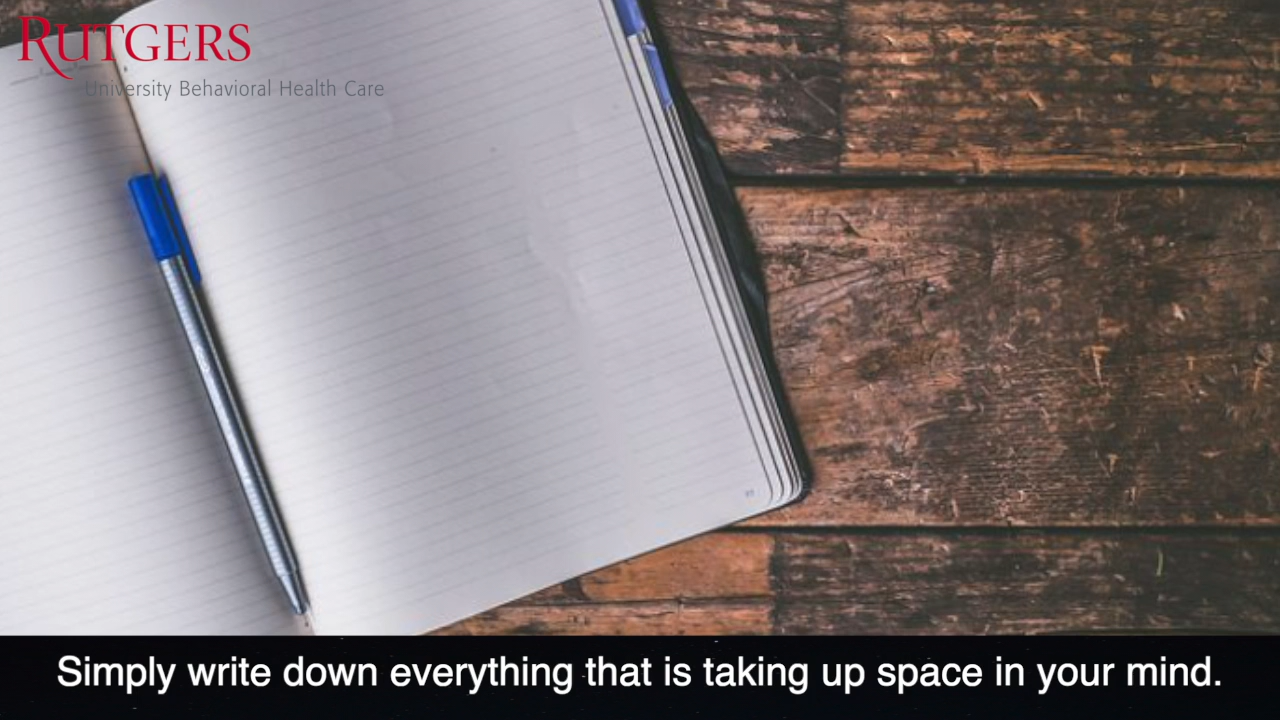 RUTGERS
University Behavioral Health Care
Simply write down everything that is taking up space in your mind.